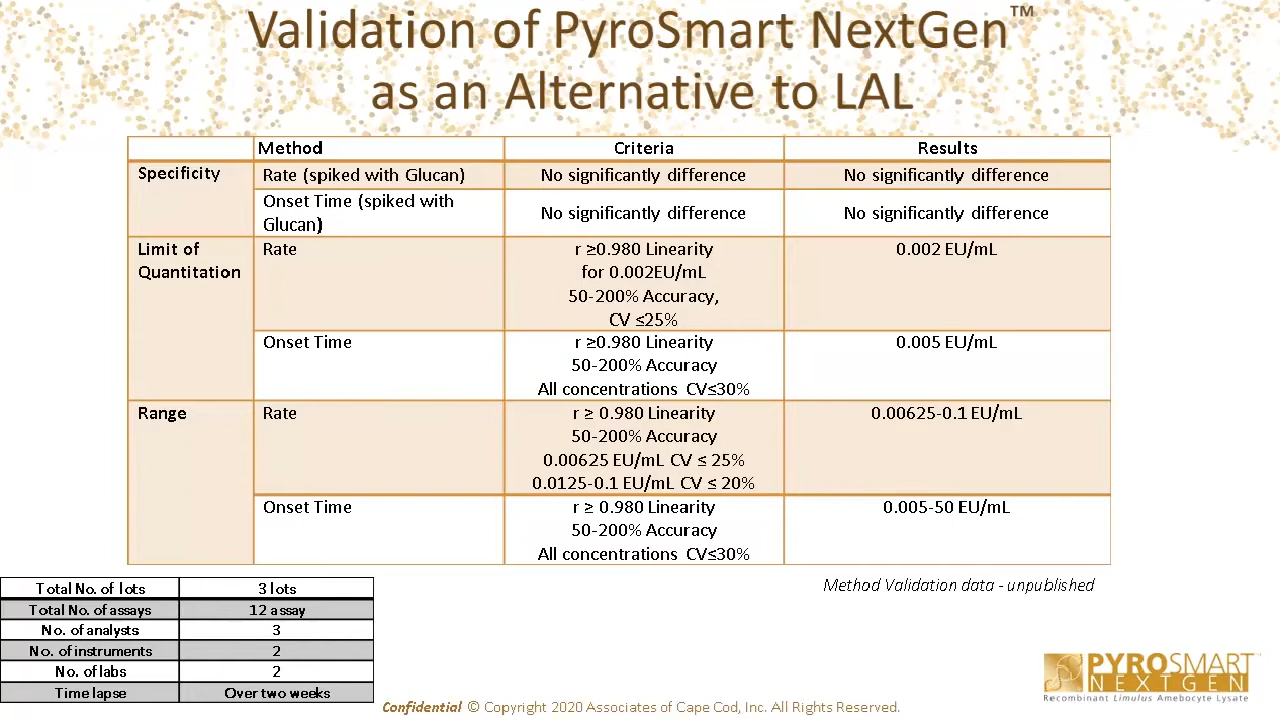 Validation of PyroSmart NextGen™
as an Alternative to LAL
Method Criteria Results
Specificity Rate (spiked with Glucan) No significantly difference No significantly difference
Onset Time (spiked with
Glucan) No significantly difference No significantly difference
Limit of
Quantitation Rate r ≥0.980 Linearity
for 0.002EU/mL
50-200% Accuracy,
CV ≤25% 0.002 EU/mL
Onset Time r ≥0.980 Linearity
50-200% Accuracy
All concentrations CV≤30% 0.005 EU/mL
Range Rate r ≥ 0.980 Linearity
50-200% Accuracy
0.00625 EU/mL CV ≤ 25%
0.0125-0.1 EU/mL CV ≤ 20% 0.00625-0.1 EU/mL
Onset Time r ≥ 0.980 Linearity
50-200% Accuracy
All concentrations CV≤30% 0.005-50 EU/mL
Method Validation data - unpublished
Total No. of lots 3 lots
Total No. of assays 12 assay
No. of analysts 3
No. of instruments 2
No. of labs 2
Time lapse Over two weeks
Confidential © Copyright 2020 Associates of Cape Cod, Inc. All Rights Reserved.
PYROSMART
NEXTGEN
Recombinant Limulus Amebocyte Lysate